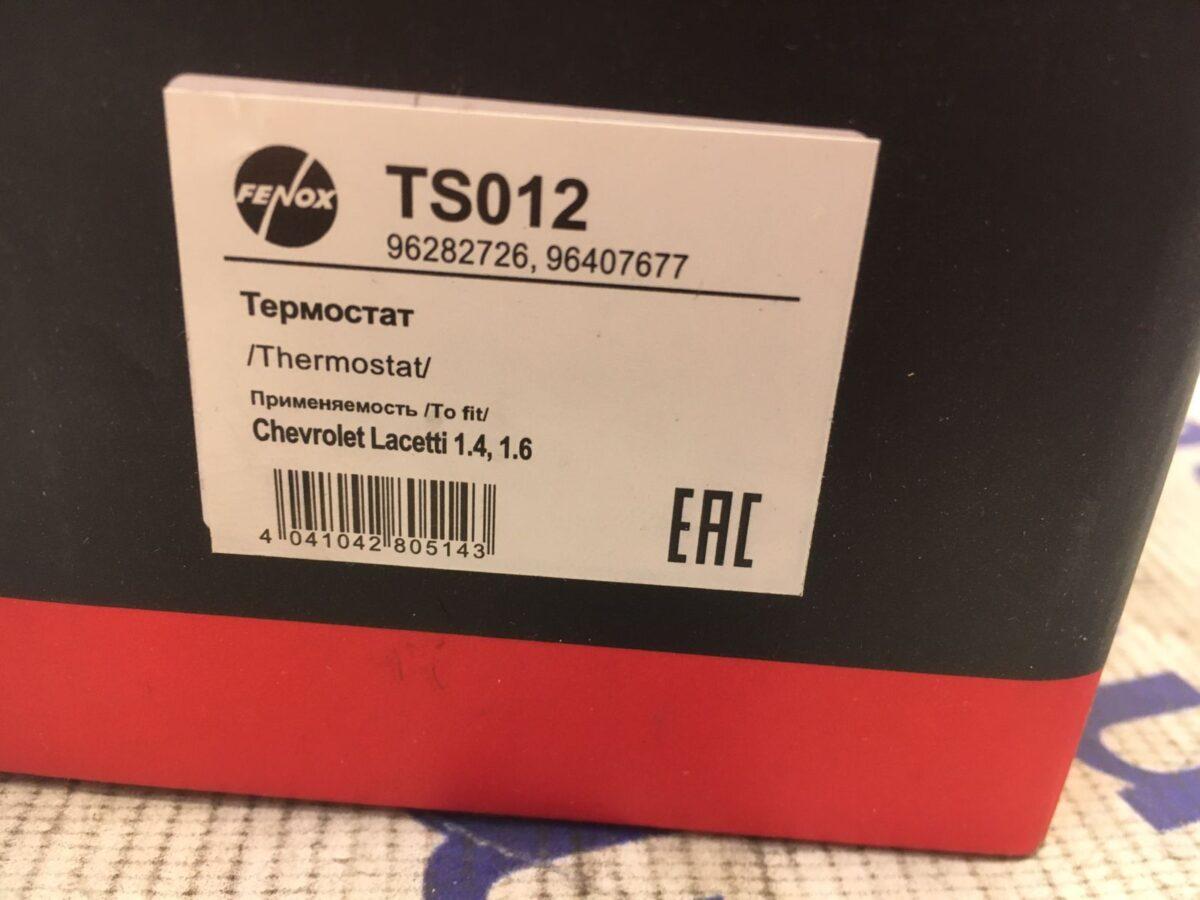 FENOX
TS012
96282726, 96407677
Термостат
/Thermostat/
Применяемость /To fit/
Chevrolet Lacetti 1.4, 1.6
4 041042 805143
EAC